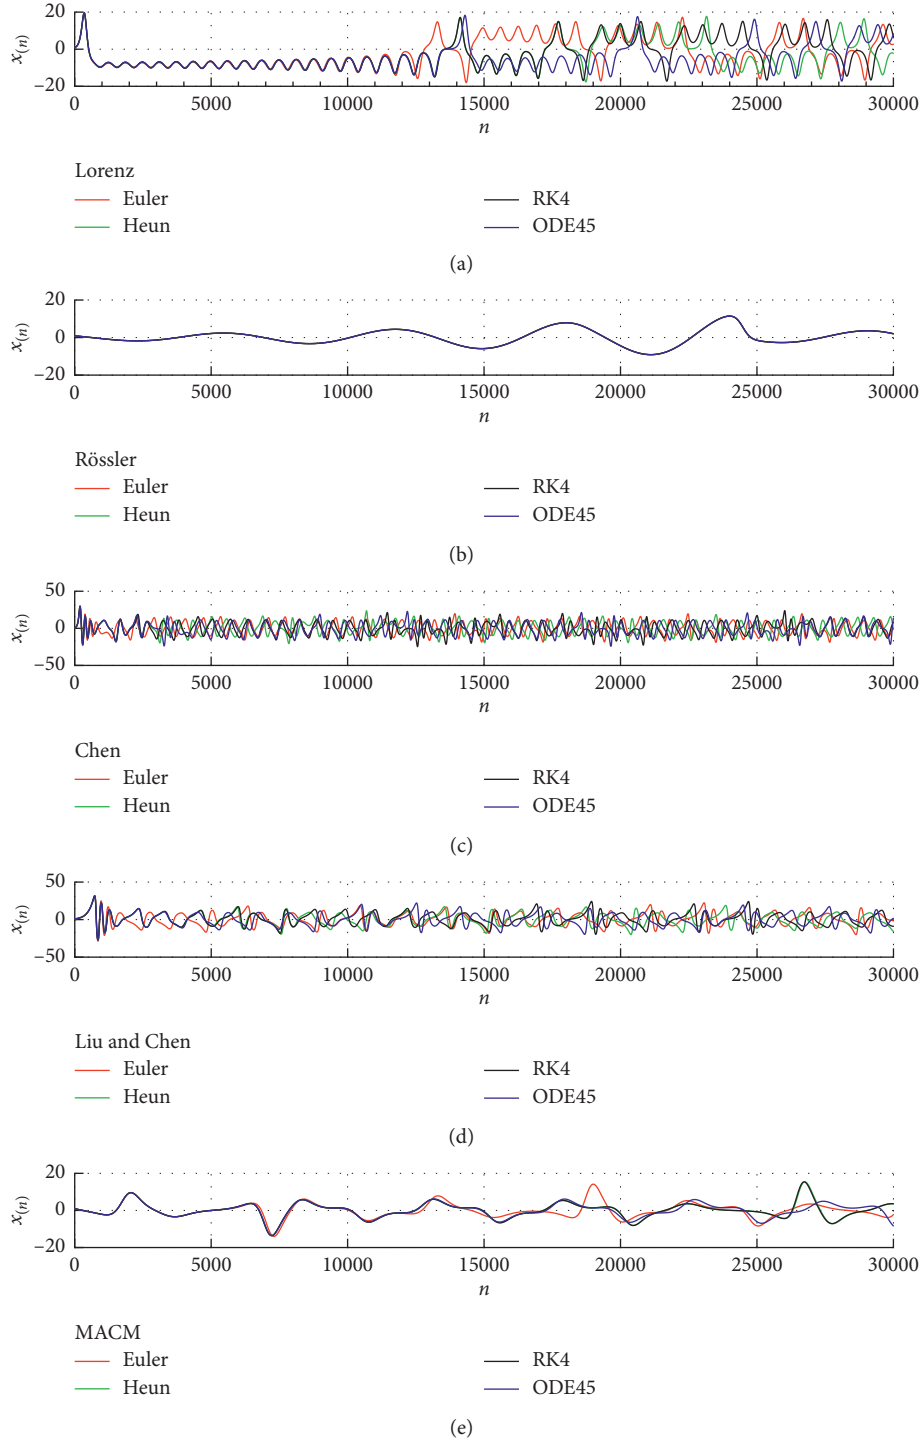 20
0
−20
x(n)
0 5000 10000 15000 20000 25000 30000
n
Lorenz
Euler RK4
Heun ODE45
(a)
20
0
−20
x(n)
0 5000 10000 15000 20000 25000 30000
n
Rössler
Euler RK4
Heun ODE45
(b)
50
0
−50
x(n)
0 5000 10000 15000 20000 25000 30000
n
Chen
Euler RK4
Heun ODE45
(c)
50
0
−50
x(n)
0 5000 10000 15000 20000 25000 30000
n
Liu and Chen
Euler RK4
Heun ODE45
(d)
20
0
−20
x(n)
0 5000 10000 15000 20000 25000 30000
n
MACM
Euler RK4
Heun ODE45
(e)